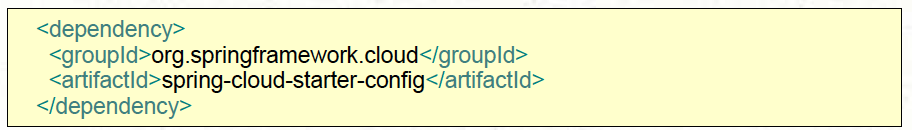 <dependency>
<groupId>org.springframework.cloud</groupId>
<artifactId>spring-cloud-starter-config</artifactId>
</dependency>